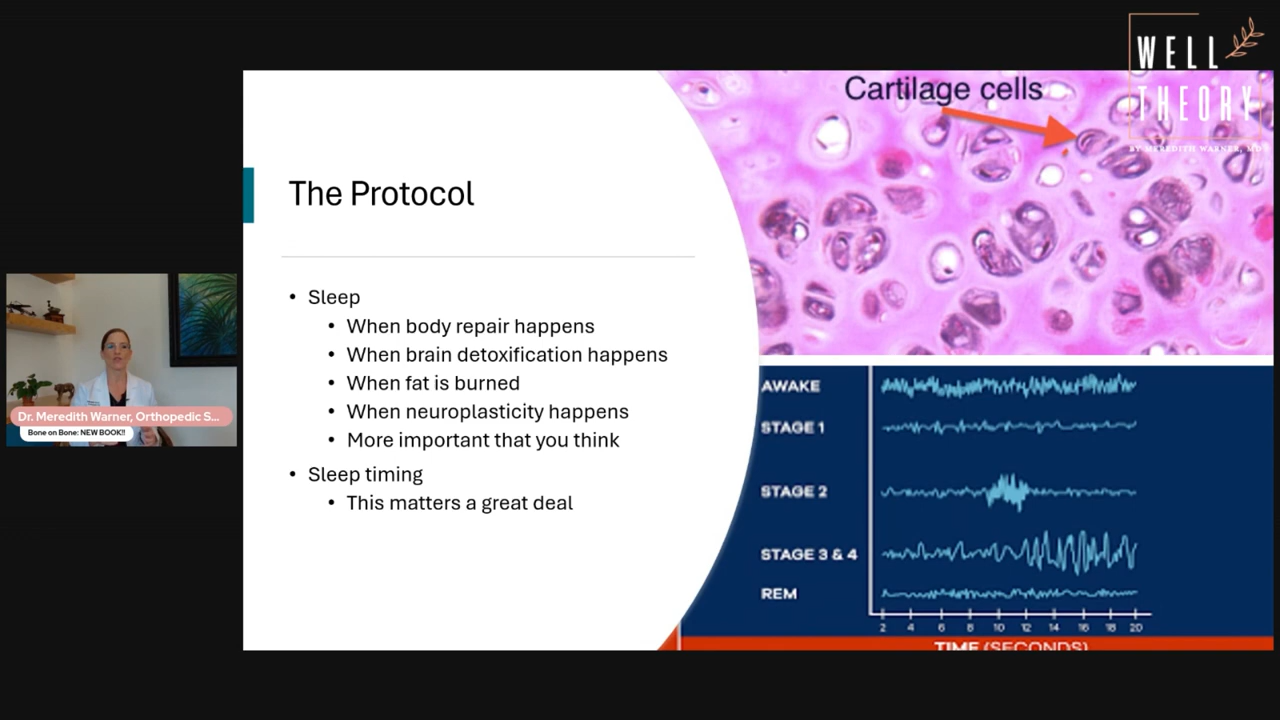 WELL
THEORY
BY MEREDITH WARNER, MD
Cartilage cells
The Protocol
• Sleep
• When body repair happens
• When brain detoxification happens
• When fat is burned
• When neuroplasticity happens
• More important that you think
• Sleep timing
• This matters a great deal
Dr. Meredith Warner, Orthopedic S...
Bone on Bone: NEW BOOK!!
AWAKE
STAGE 1
STAGE 2
STAGE 3 & 4
REM
2 4 6 8 10 12 14 16 18 20
TIME (SECONDS)